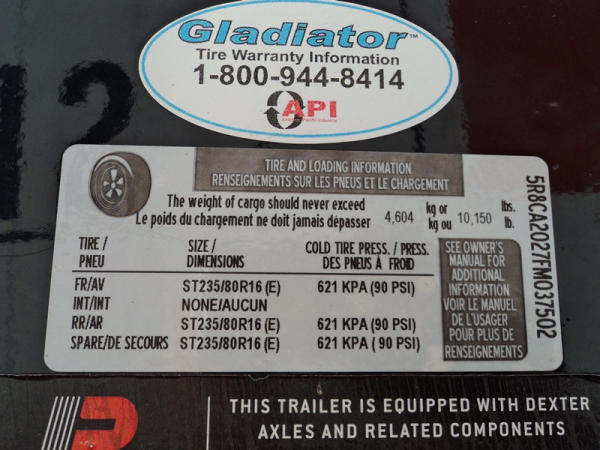 Gladiator™
Tire Warranty Information
1-800-944-8414
API
12
TIRE AND LOADING INFORMATION
RENSEIGNEMENTS SUR LES PNEUS ET LE CHARGEMENT
The weight of cargo should never exceed kg or lbs.
Le poids du chargement ne doit jamais dépasser 4,604 kg ou 10,150 lb.
TIRE / SIZE / COLD TIRE PRESS. / PRESS.
PNEU DIMENSIONS DES PNEUS À FROID
FR/AV ST235/80R16 (E) 621 KPA (90 PSI)
INT/INT NONE/AUCUN
RR/AR ST235/80R16 (E) 621 KPA (90 PSI)
SPARE/DE SECOURS ST235/80R16 (E) 621 KPA ( 90 PSI)
SEE OWNER'S
MANUAL FOR
ADDITIONAL
INFORMATION
VOIR LE MANUEL
DE L'USAGER
POUR PLUS DE
RENSEIGNEMENTS
5R8CA2027FM037502
THIS TRAILER IS EQUIPPED WITH DEXTER
AXLES AND RELATED COMPONENTS